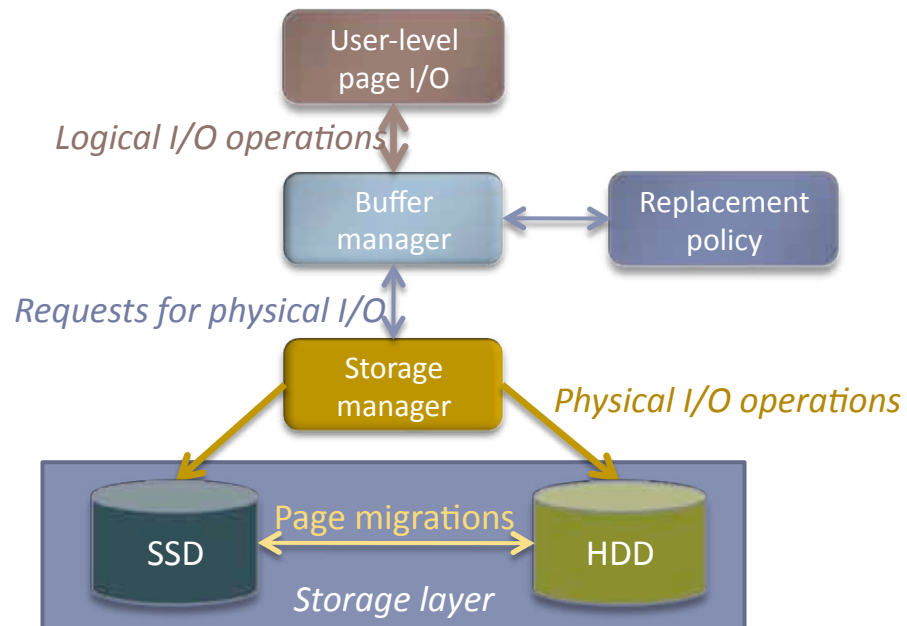 User-level
page I/O
Logical I/O operations
Buffer
manager
Replacement
policy
Requests for physical I/O
Storage
manager
Physical I/O operations
Page migrations
SSD
HDD
Storage layer